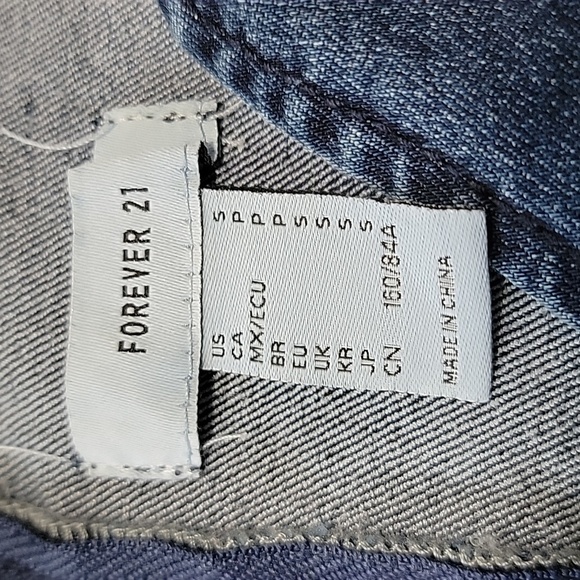 FOREVER 21
US S
CA P
MX/ECU P
BR P
EU S
UK S
KR S
JP S
CN 160/84A
MADE IN CHINA